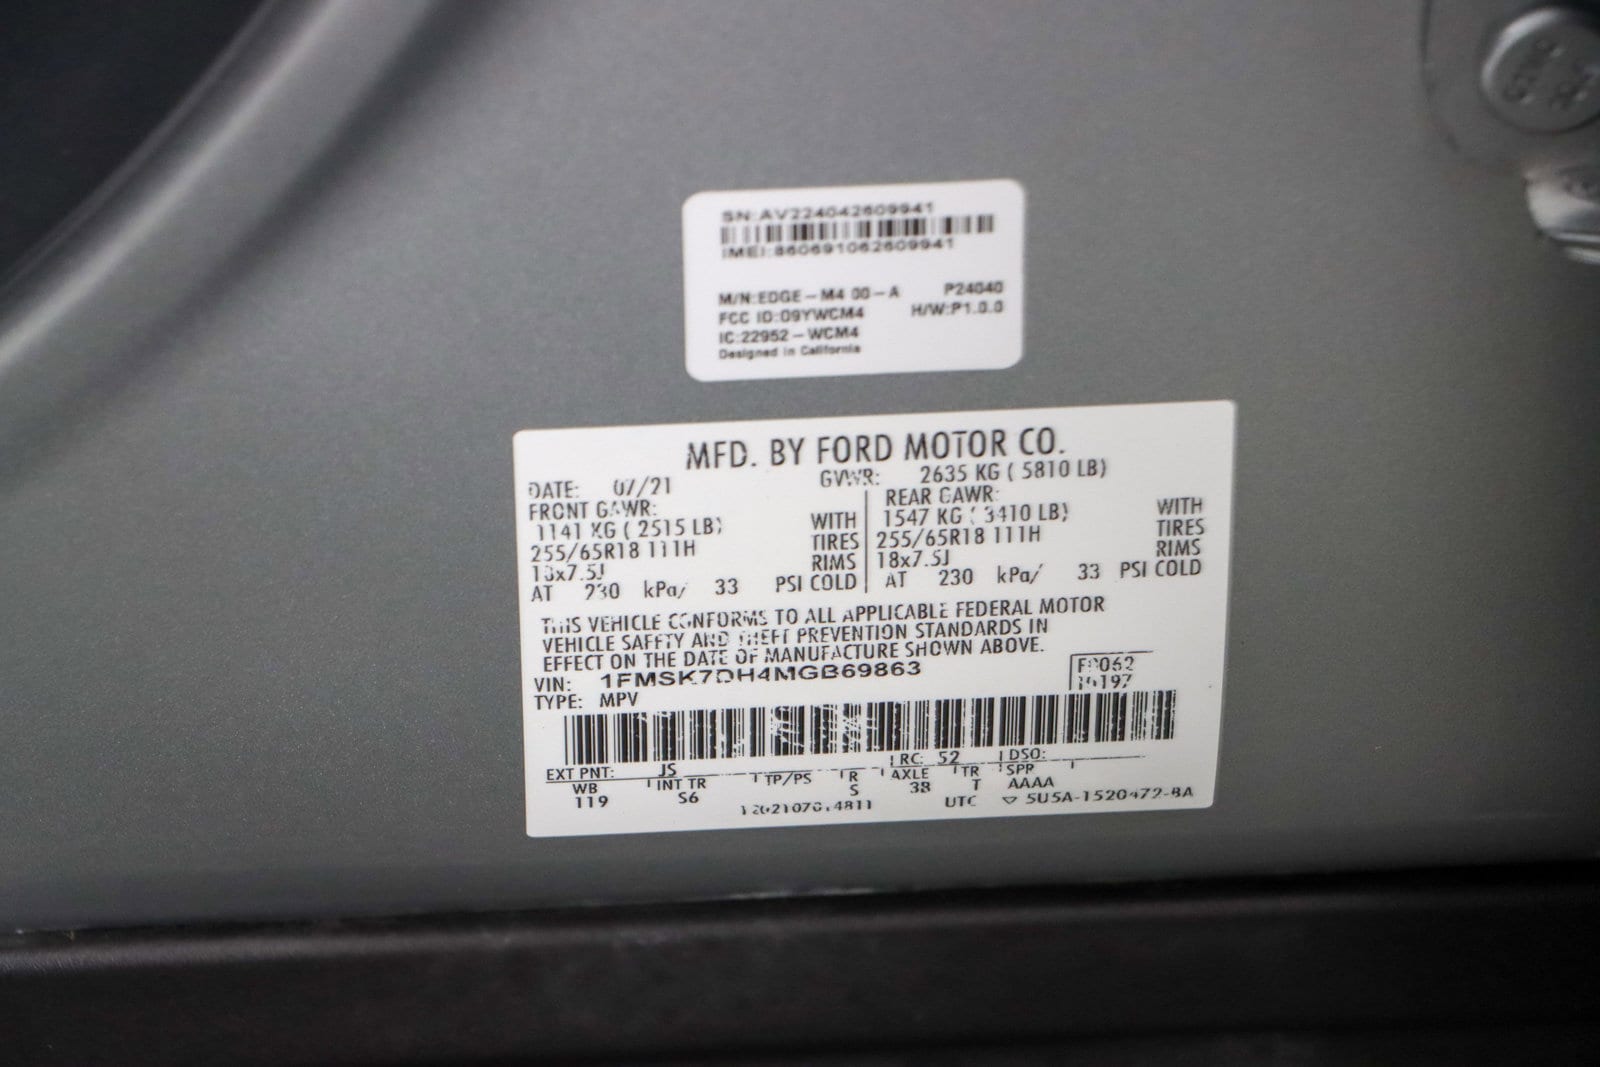 SN:AV224042609941
IMEI:860691062609941
M/N:EDGE-M4 00-A P24040
FCC ID:O9YWCM4 H/W:P1.0.0
IC:22952-WCM4
Designed in California
MFD. BY FORD MOTOR CO.
DATE: 07/21 GVWR: 2635 KG ( 5810 LB)
FRONT GAWR: REAR GAWR:
1141 KG ( 2515 LB) WITH 1547 KG ( 3410 LB) WITH
255/65R18 111H TIRES 255/65R18 111H TIRES
18x7.5J RIMS 18x7.5J RIMS
AT 230 kPa/ 33 PSI COLD AT 230 kPa/ 33 PSI COLD
THIS VEHICLE CONFORMS TO ALL APPLICABLE FEDERAL MOTOR
VEHICLE SAFETY AND THEFT PREVENTION STANDARDS IN
EFFECT ON THE DATE OF MANUFACTURE SHOWN ABOVE.
VIN: 1FMSK7DH4MGB69863
TYPE: MPV
EXT PNT: JS RC: 52 DSO:
WB INT TR TP/PS R AXLE TR SPR
119 S6 S 38 T AAAA
UTC ▽ 5U5A-1520472-BA